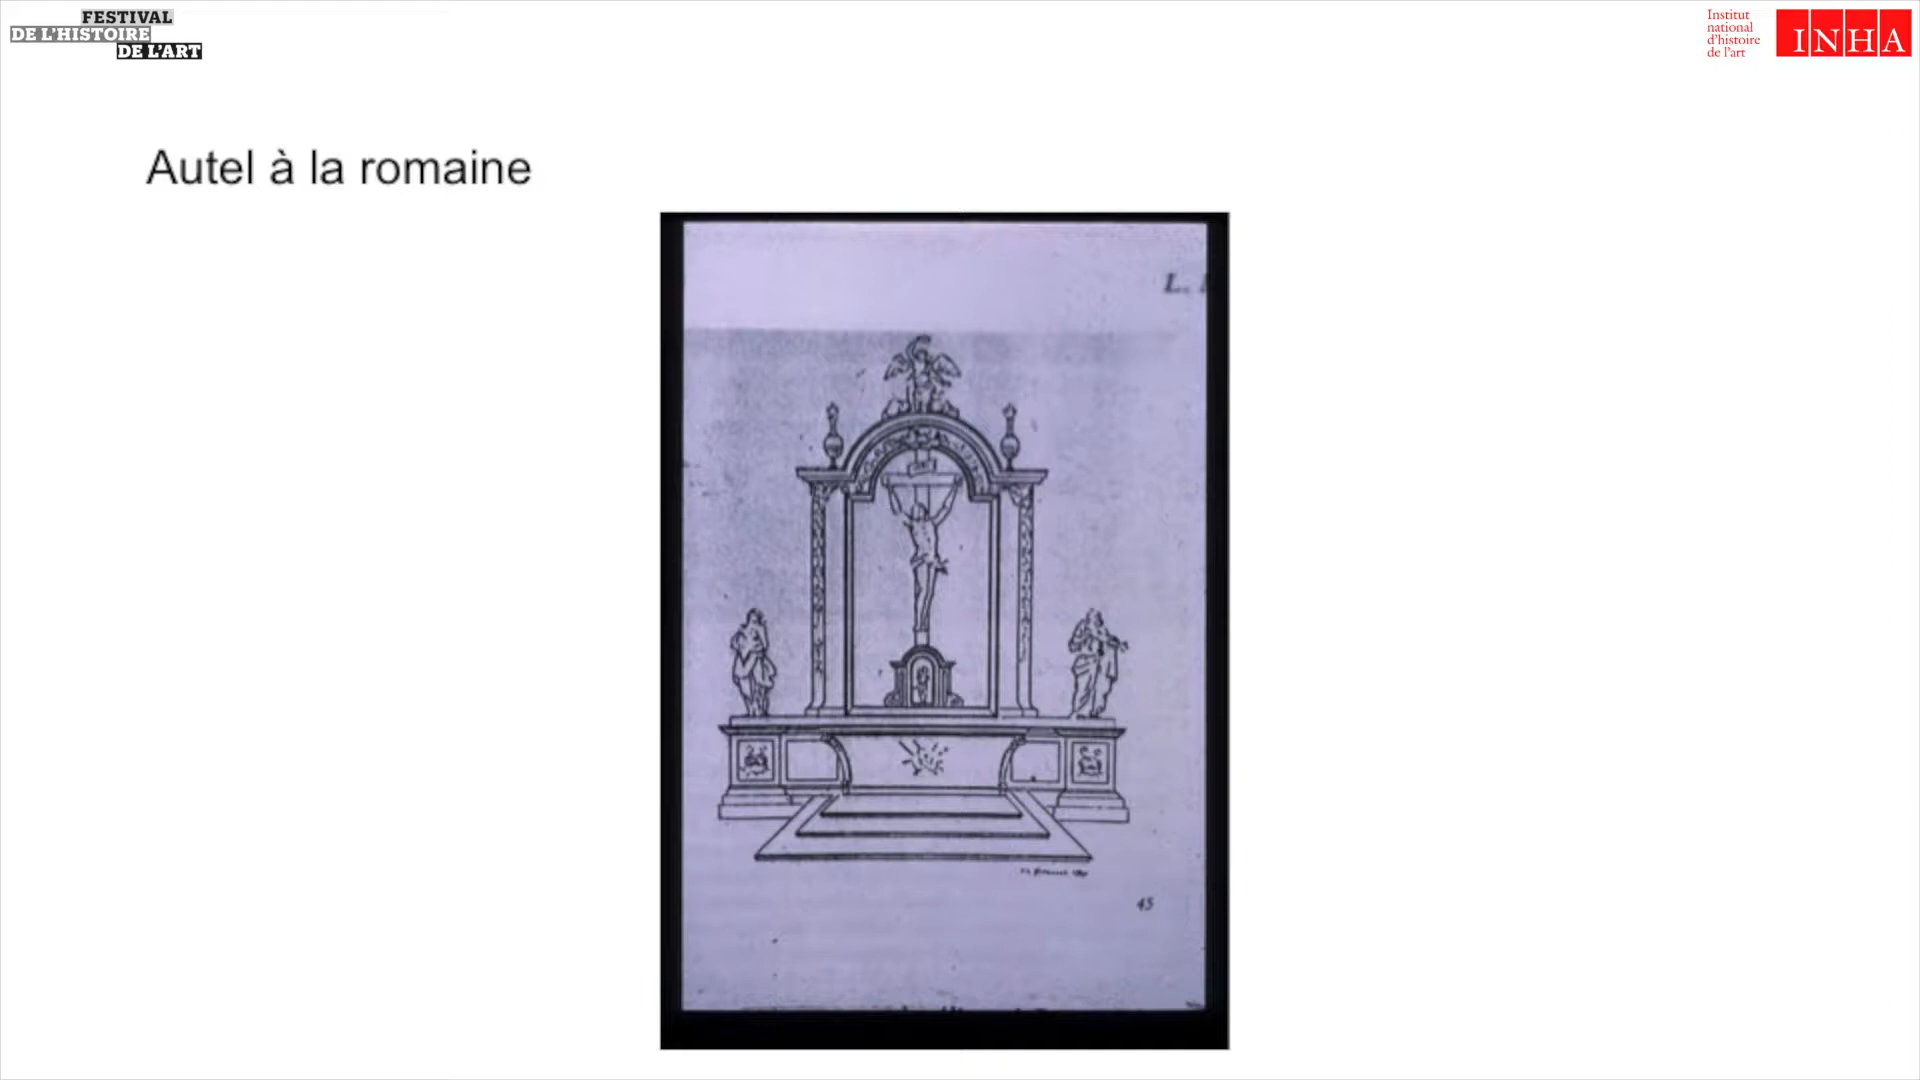 FESTIVAL
DE L'HISTOIRE
DE L'ART
Institut
national
d'histoire
de l'art
INHA
Autel à la romaine
L.
45